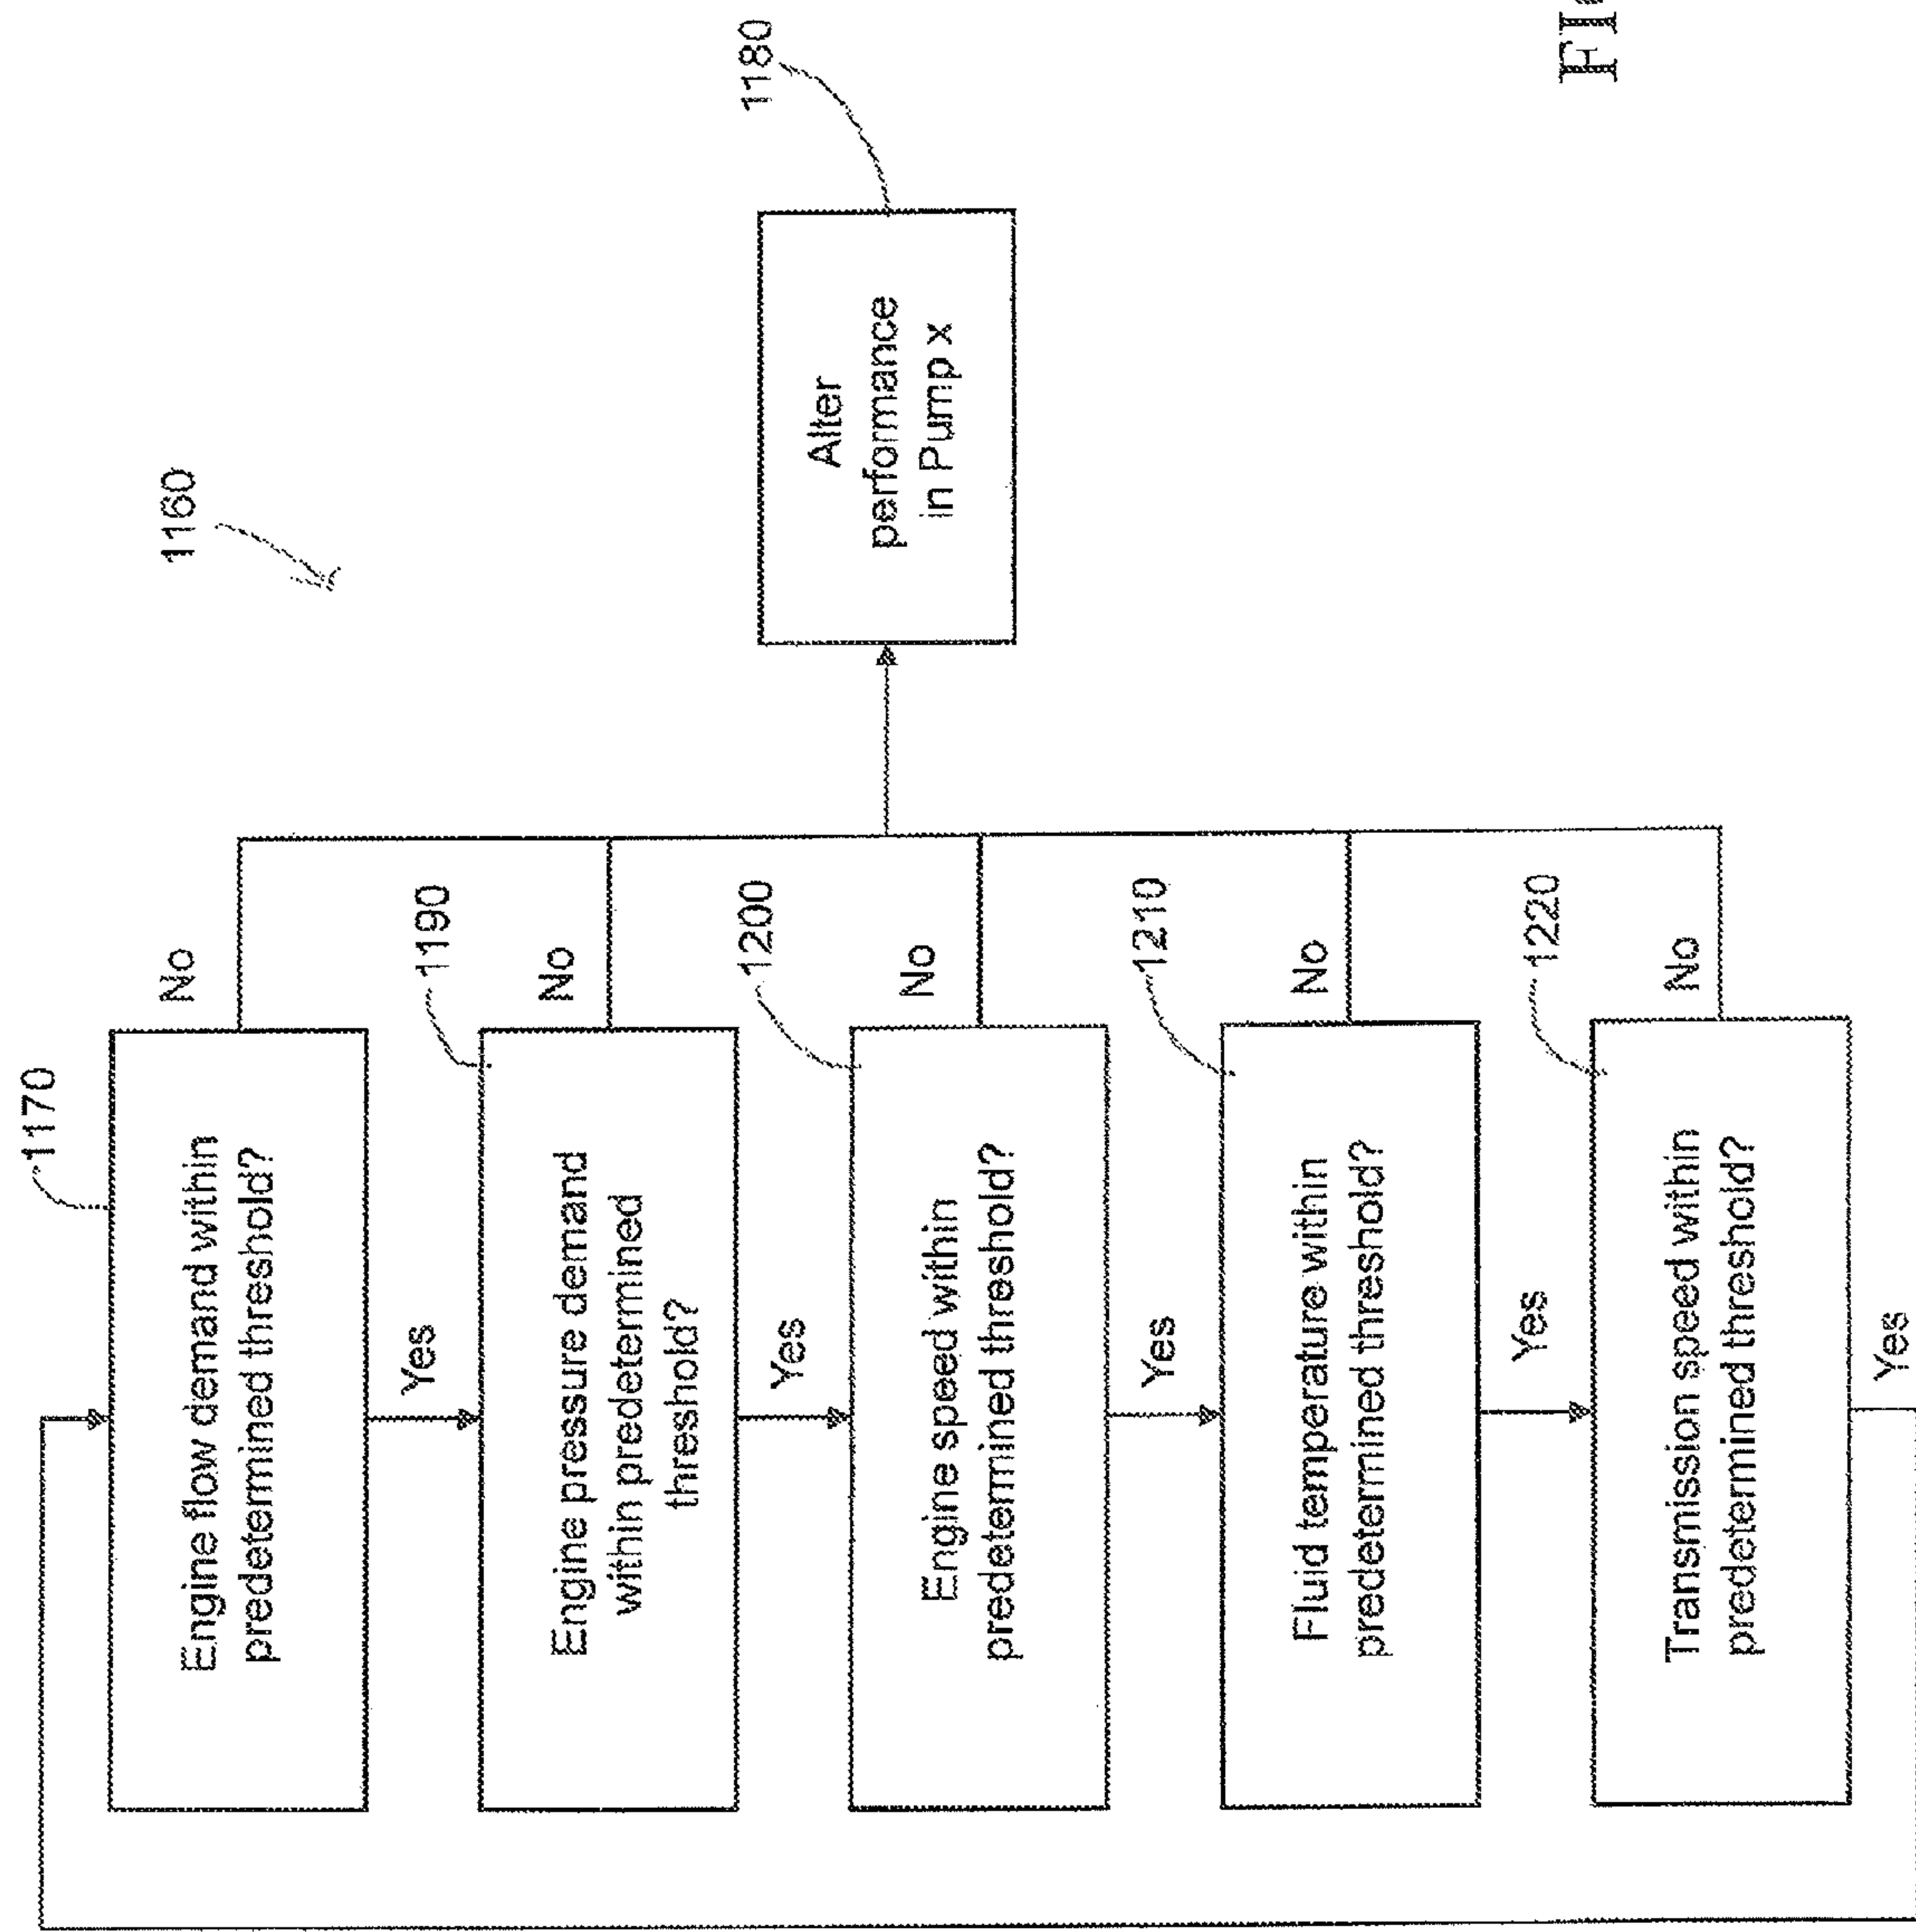 1160
1170
Engine flow demand within
predetermined threshold?
No
Yes
1190
Engine pressure demand
within predetermined
threshold?
No
Yes
1200
Engine speed within
predetermined threshold?
No
Yes
1210
Fluid temperature within
predetermined threshold?
No
Yes
1220
Transmission speed within
predetermined threshold?
No
Yes
1180
Alter
performance
in Pump x